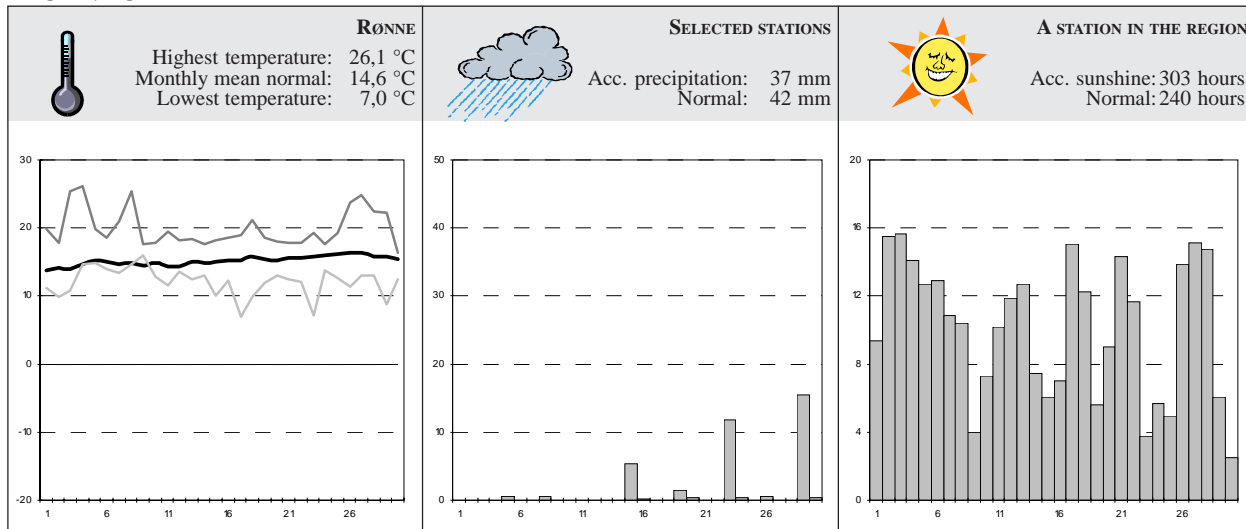 RØNNE
Highest temperature: 26,1 °C
Monthly mean normal: 14,6 °C
Lowest temperature: 7,0 °C
SELECTED STATIONS
Acc. precipitation: 37 mm
Normal: 42 mm
A STATION IN THE REGION
Acc. sunshine: 303 hours
Normal: 240 hours
30
20
10
0
-10
-20
1 6 11 16 21 26
50
40
30
20
10
0
1 6 11 16 21 26
20
16
12
8
4
0
1 6 11 16 21 26